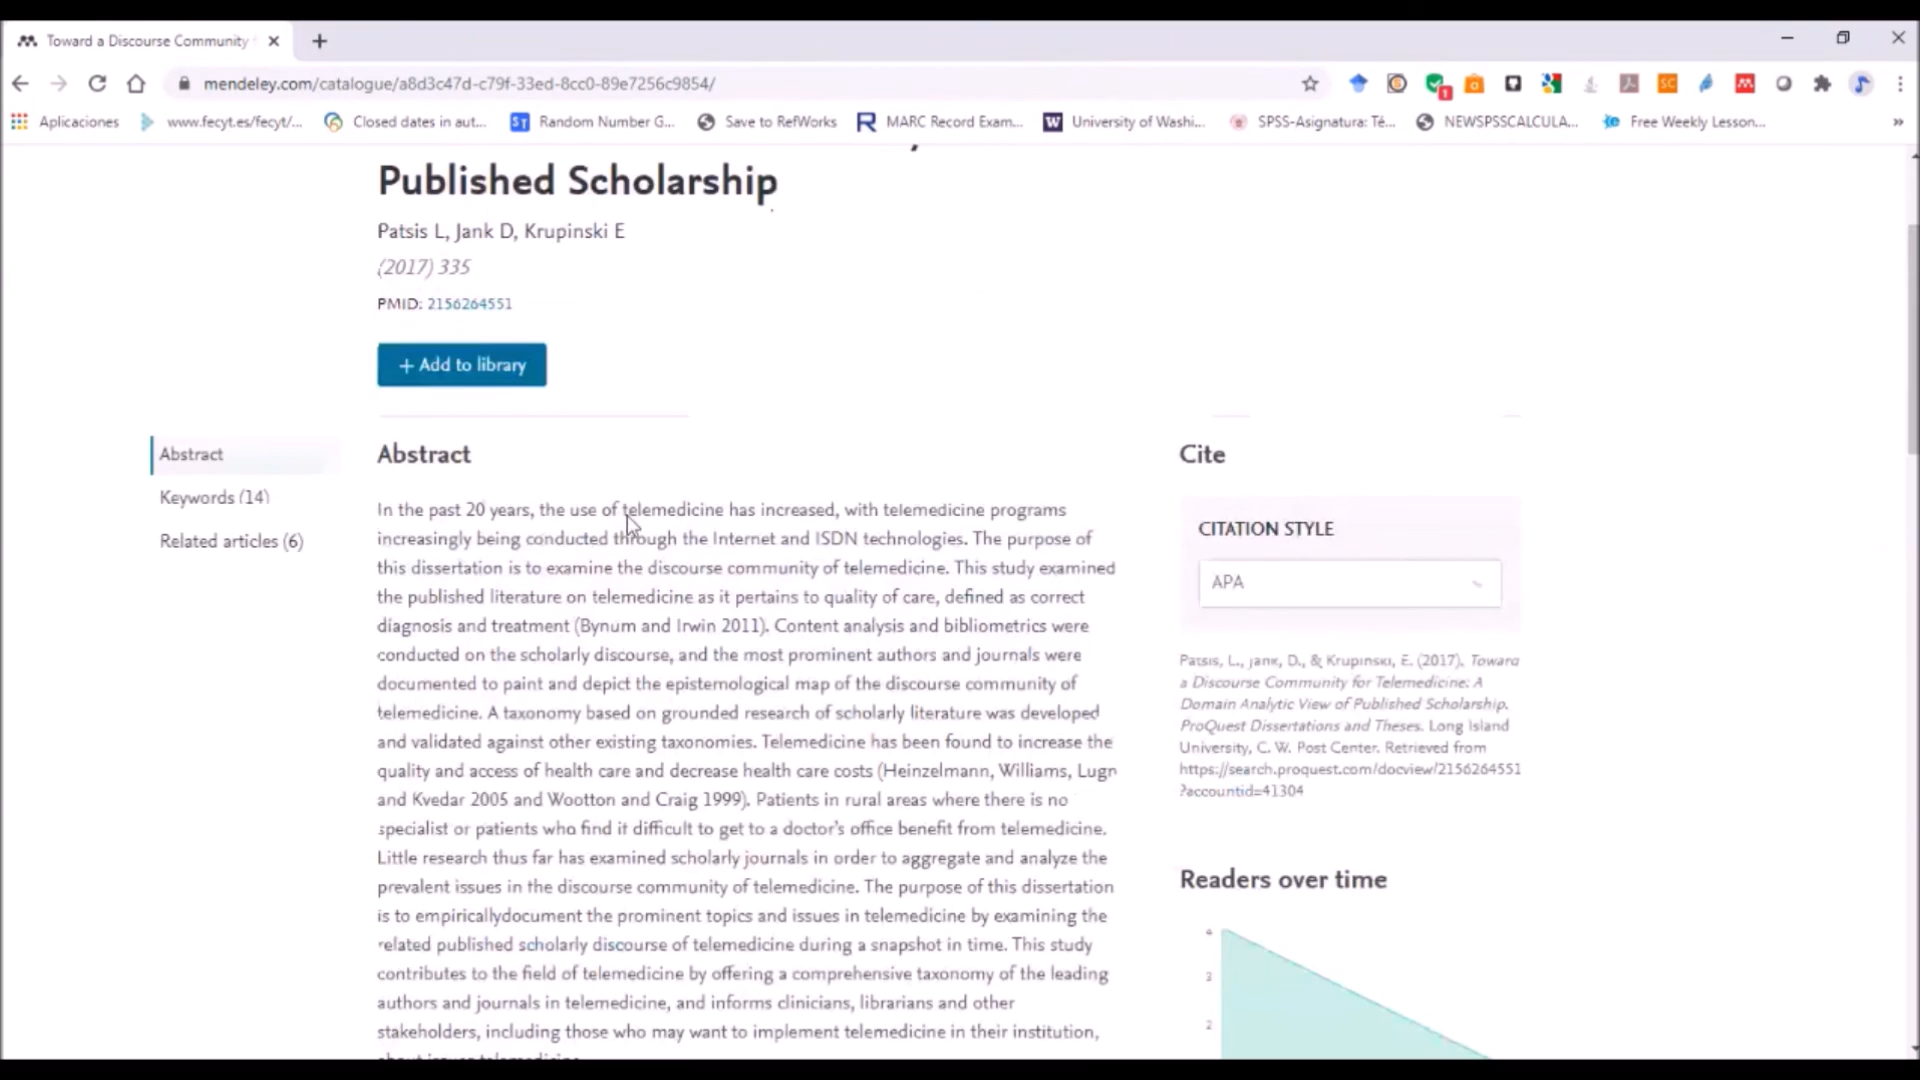 Toward a Discourse Community
mendeley.com/catalogue/a8d3c47d-c79f-33ed-8cc0-89e7256c9854/
Aplicaciones www.fecyt.es/fecyt/... Closed dates in aut... Random Number G... Save to RefWorks MARC Record Exam... University of Washi... SPSS-Asignatura: Té... NEWSPSSCALCULA... Free Weekly Lesson... »
Published Scholarship
Patsis L, Jank D, Krupinski E
(2017) 335
PMID: 2156264551
+ Add to library
Abstract
Keywords (14)
Related articles (6)
Abstract
In the past 20 years, the use of telemedicine has increased, with telemedicine programs
increasingly being conducted through the Internet and ISDN technologies. The purpose of
this dissertation is to examine the discourse community of telemedicine. This study examined
the published literature on telemedicine as it pertains to quality of care, defined as correct
diagnosis and treatment (Bynum and Irwin 2011). Content analysis and bibliometrics were
conducted on the scholarly discourse, and the most prominent authors and journals were
documented to paint and depict the epistemological map of the discourse community of
telemedicine. A taxonomy based on grounded research of scholarly literature was developed
and validated against other existing taxonomies. Telemedicine has been found to increase the
quality and access of health care and decrease health care costs (Heinzelmann, Williams, Lugn
and Kvedar 2005 and Wootton and Craig 1999). Patients in rural areas where there is no
specialist or patients who find it difficult to get to a doctor's office benefit from telemedicine.
Little research thus far has examined scholarly journals in order to aggregate and analyze the
prevalent issues in the discourse community of telemedicine. The purpose of this dissertation
is to empiricallydocument the prominent topics and issues in telemedicine by examining the
related published scholarly discourse of telemedicine during a snapshot in time. This study
contributes to the field of telemedicine by offering a comprehensive taxonomy of the leading
authors and journals in telemedicine, and informs clinicians, librarians and other
stakeholders, including those who may want to implement telemedicine in their institution,
Cite
CITATION STYLE
APA
Patsis, L., Jank, D., & Krupinski, E. (2017). Toward
a Discourse Community for Telemedicine: A
Domain Analytic View of Published Scholarship.
ProQuest Dissertations and Theses. Long Island
University, C. W. Post Center. Retrieved from
https://search.proquest.com/docview/2156264551
?accountid=41304
Readers over time
4
3
2